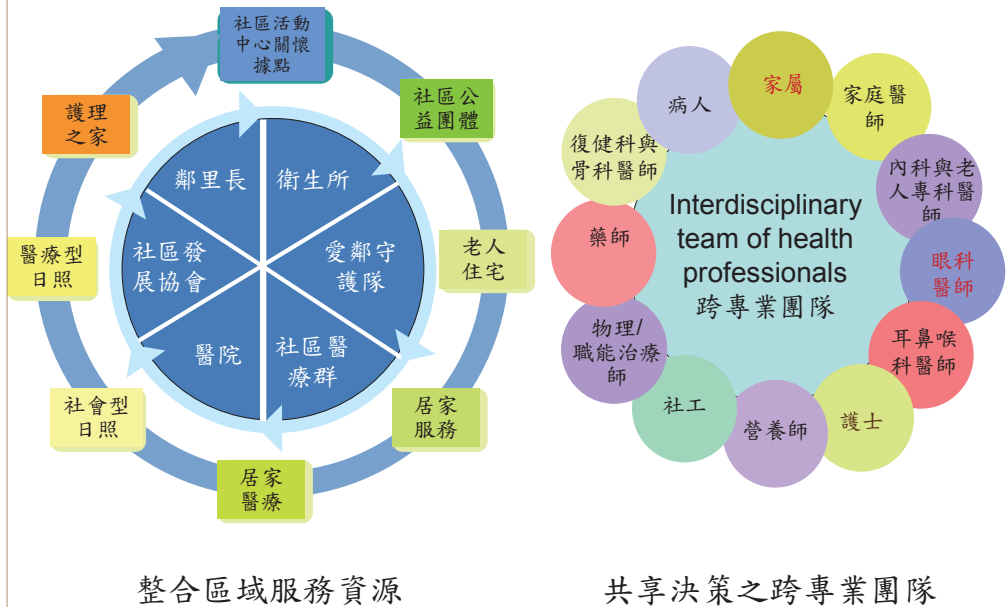 社區活動
中心關懷
據點
社區公
益團體
老人
住宅
居家
服務
居家
醫療
社會型
日照
醫療型
日照
護理
之家
鄰里長
衛生所
愛鄰守
護隊
社區醫
療群
醫院
社區發
展協會
整合區域服務資源
家屬
家庭醫
師
內科與老
人專科醫
師
眼科
醫師
耳鼻喉
科醫師
護士
營養師
社工
物理/
職能治療
師
藥師
復健科與
骨科醫師
病人
Interdisciplinary
team of health
professionals
跨專業團隊
共享決策之跨專業團隊